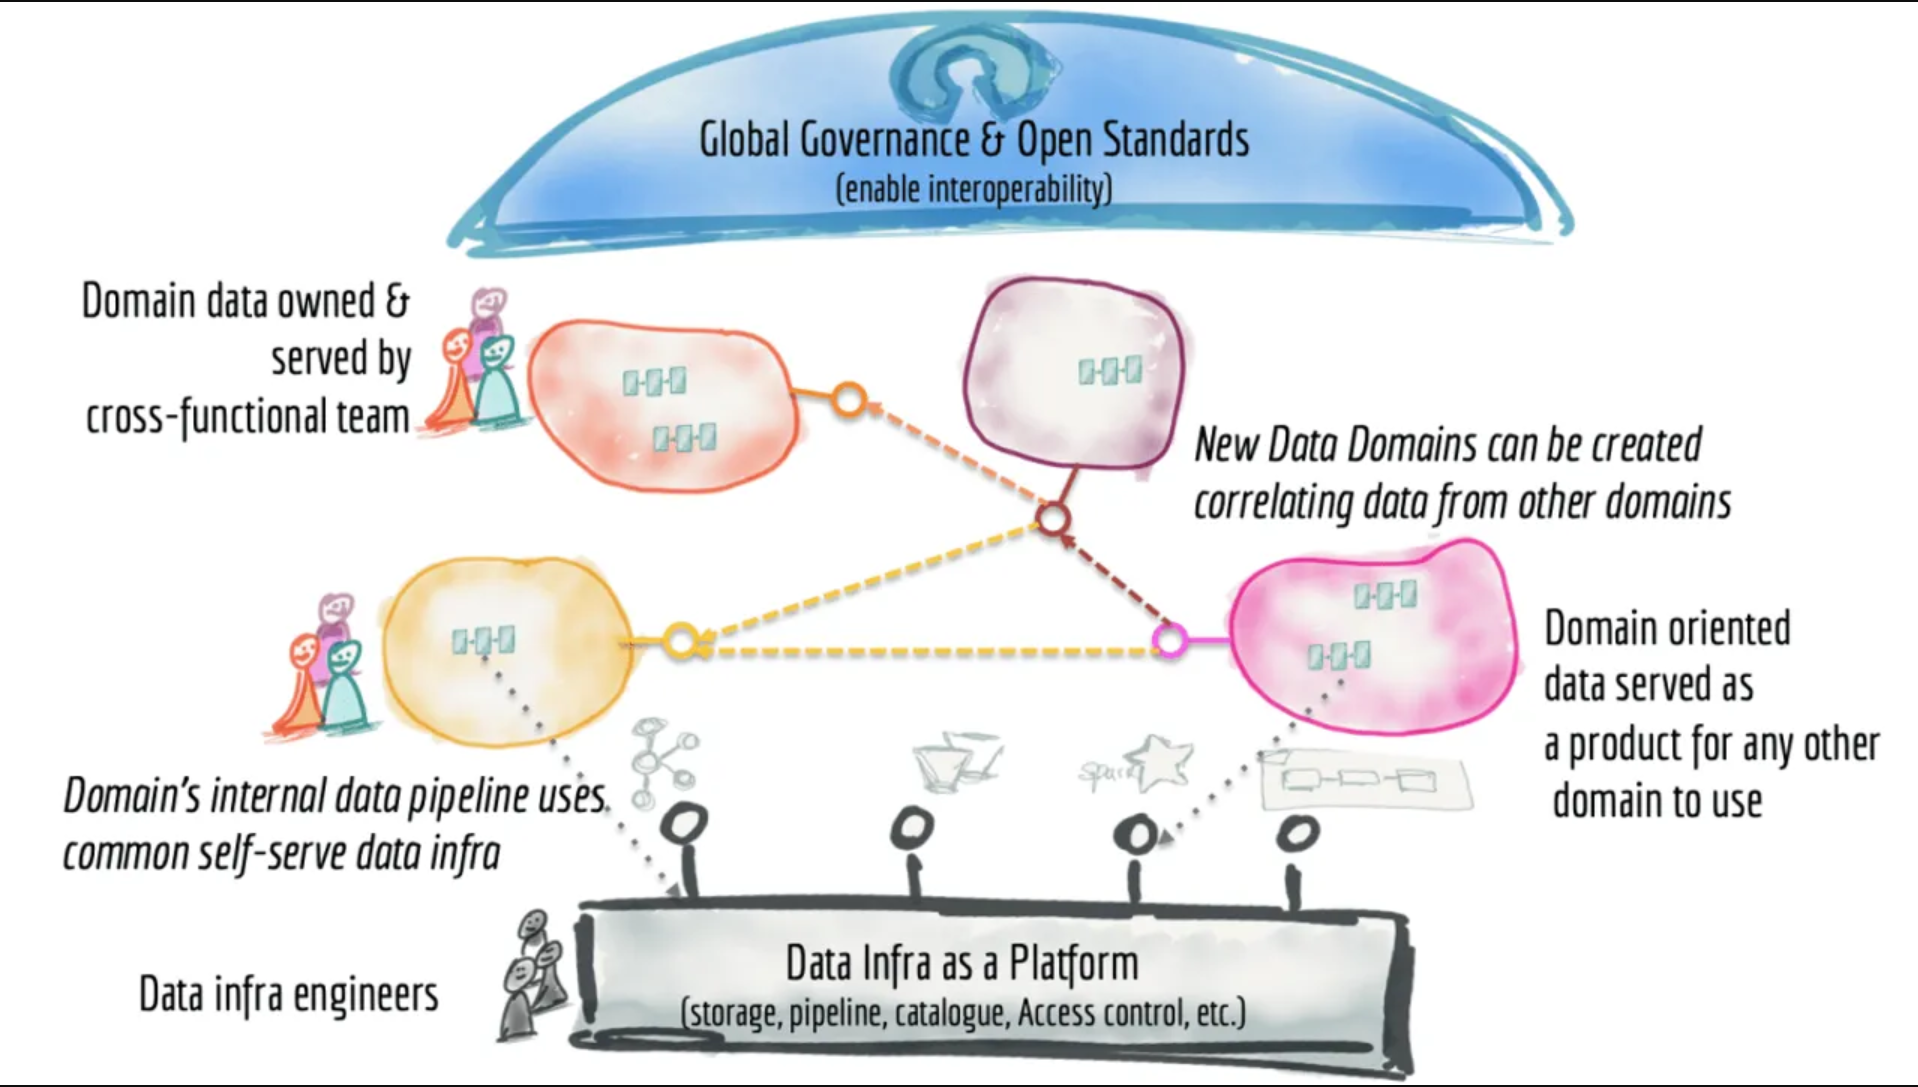 Global Governance & Open Standards
(enable interoperability)
Domain data owned &
served by
cross-functional team
New Data Domains can be created
correlating data from other domains
Domain oriented
data served as
a product for any other
domain to use
Domain's internal data pipeline uses
common self-serve data infra
Spark
Data infra engineers
Data Infra as a Platform
(storage, pipeline, catalogue, Access control, etc.)